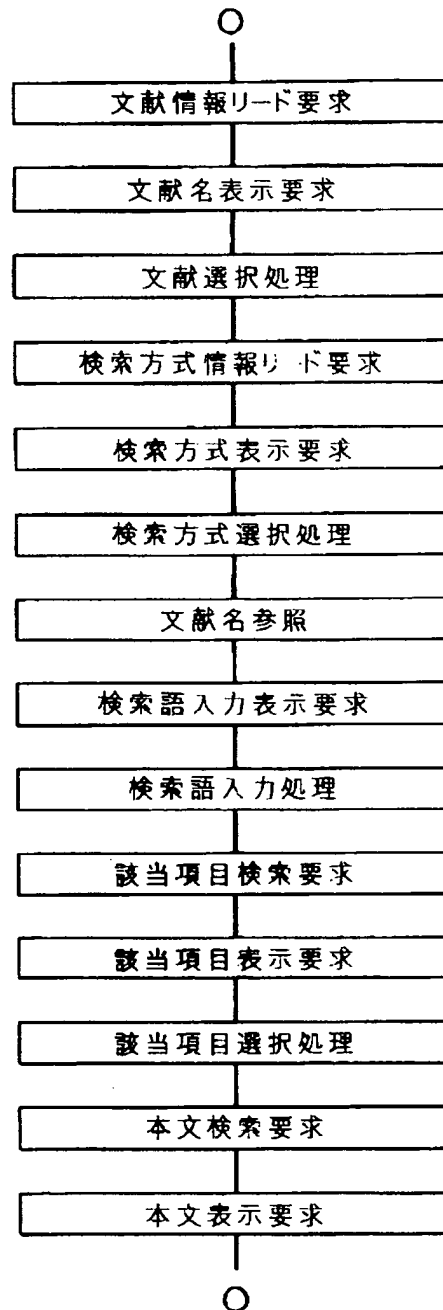 文献情報リード要求
文献名表示要求
文献選択処理
検索方式情報リード要求
検索方式表示要求
検索方式選択処理
文献名参照
検索語入力表示要求
検索語入力処理
該当項目検索要求
該当項目表示要求
該当項目選択処理
本文検索要求
本文表示要求